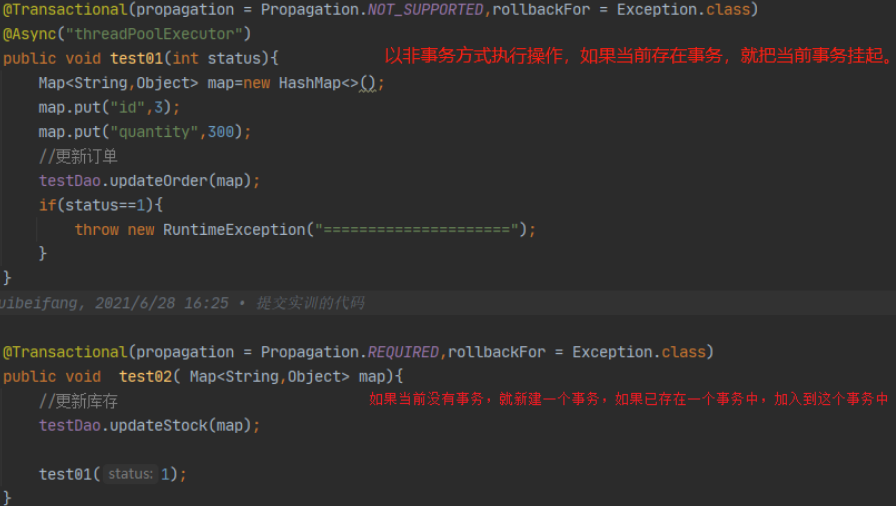 @Transactional(propagation = Propagation.NOT_SUPPORTED,rollbackFor = Exception.class)
@Async("threadPoolExecutor")
public void test01(int status){
以非事务方式执行操作，如果当前存在事务，就把当前事务挂起。
Map<String,Object> map=new HashMap<>();
map.put("id",3);
map.put("quantity",300);
//更新订单
testDao.updateOrder(map);
if(status==1){
throw new RuntimeException("=====================");
}
}
uibeifang, 2021/6/28 16:25 • 提交实训的代码
@Transactional(propagation = Propagation.REQUIRED,rollbackFor = Exception.class)
public void test02( Map<String,Object> map){
//更新库存
如果当前没有事务，就新建一个事务，如果已存在一个事务中，加入到这个事务中
testDao.updateStock(map);
test01( status: 1);
}